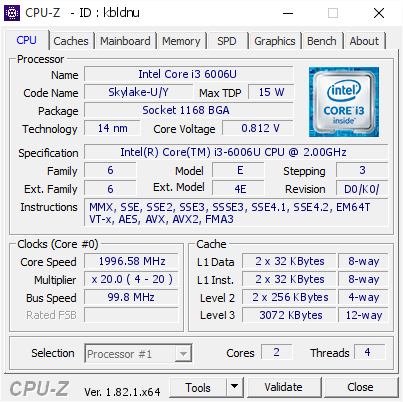 CPU-Z - ID : kbldnu
CPU Caches Mainboard Memory SPD Graphics Bench About
Processor
Name Intel Core i3 6006U
Code Name Skylake-U/Y Max TDP 15 W
Package Socket 1168 BGA
Technology 14 nm Core Voltage 0.812 V
intel
CORE i3
inside™
Specification Intel(R) Core(TM) i3-6006U CPU @ 2.00GHz
Family 6 Model E Stepping 3
Ext. Family 6 Ext. Model 4E Revision D0/K0/
Instructions MMX, SSE, SSE2, SSE3, SSSE3, SSE4.1, SSE4.2, EM64T
VT-x, AES, AVX, AVX2, FMA3
Clocks (Core #0)
Core Speed 1996.58 MHz
Multiplier x 20.0 ( 4 - 20 )
Bus Speed 99.8 MHz
Rated FSB
Cache
L1 Data 2 x 32 KBytes 8-way
L1 Inst. 2 x 32 KBytes 8-way
Level 2 2 x 256 KBytes 4-way
Level 3 3072 KBytes 12-way
Selection Processor #1 Cores 2 Threads 4
CPU-Z Ver. 1.82.1.x64 Tools Validate Close